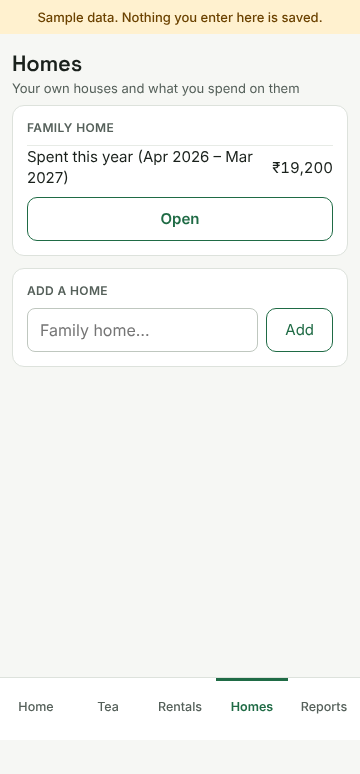 Sample data. Nothing you enter here is saved.
Homes
Your own houses and what you spend on them
FAMILY HOME
Spent this year (Apr 2026 – Mar 2027)
₹19,200
Open
ADD A HOME
Family home...
Add
Home
Tea
Rentals
Homes
Reports